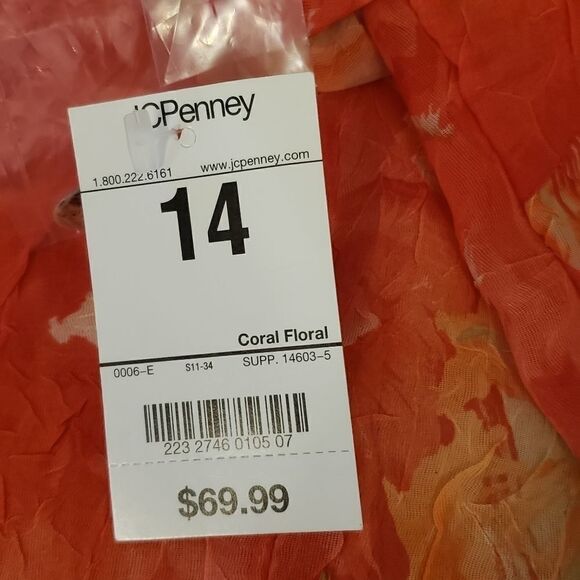 JCPenney
1.800.222.6161 www.jcpenney.com
14
Coral Floral
0006-E S11-34 SUPP. 14603-5
223 2746 0105 07
$69.99